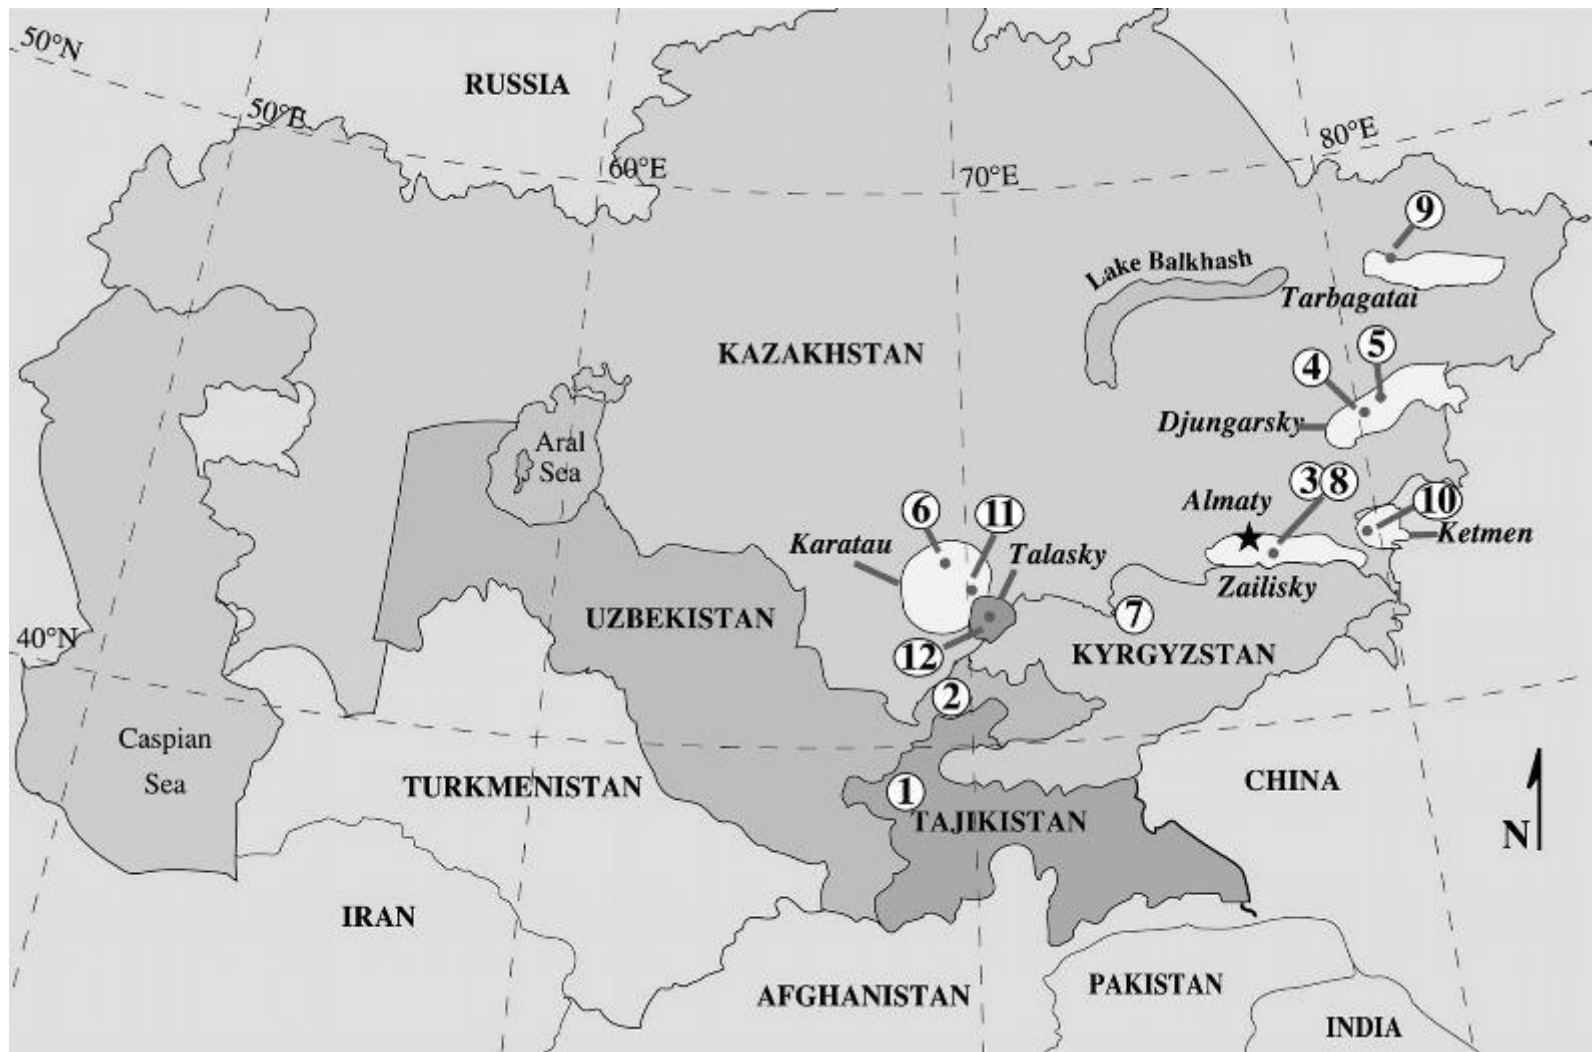 50°N
RUSSIA
50°E
80°E
60°E
70°E
9
Lake Balkhash
Tarbagatai
KAZAKHSTAN
5
4
Djungarsky
Aral
Sea
3
8
Almaty
10
6
11
Karatau
Talasky
Ketmen
Zailisky
UZBEKISTAN
7
40°N
12
KYRGYZSTAN
2
Caspian
Sea
TURKMENISTAN
CHINA
1
TAJIKISTAN
N
IRAN
PAKISTAN
AFGHANISTAN
INDIA